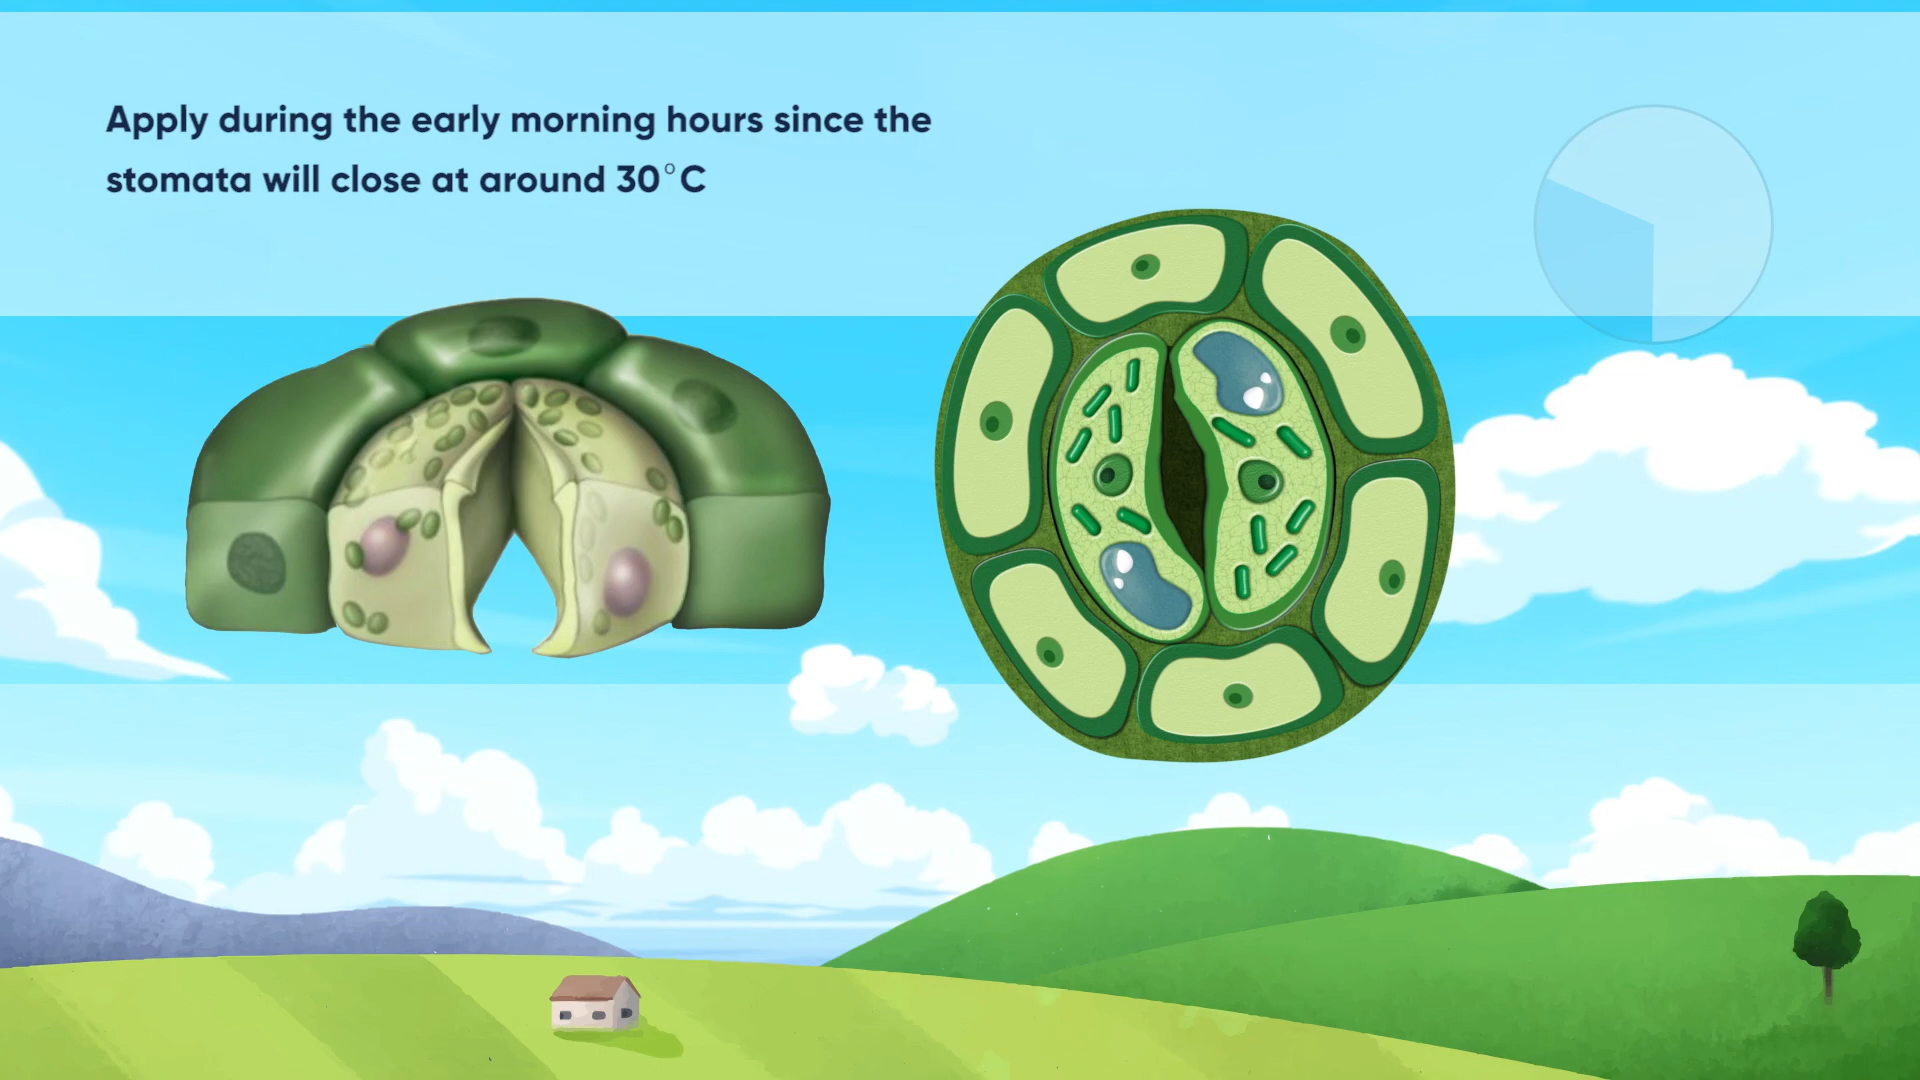 Apply during the early morning hours since the
stomata will close at around 30°C